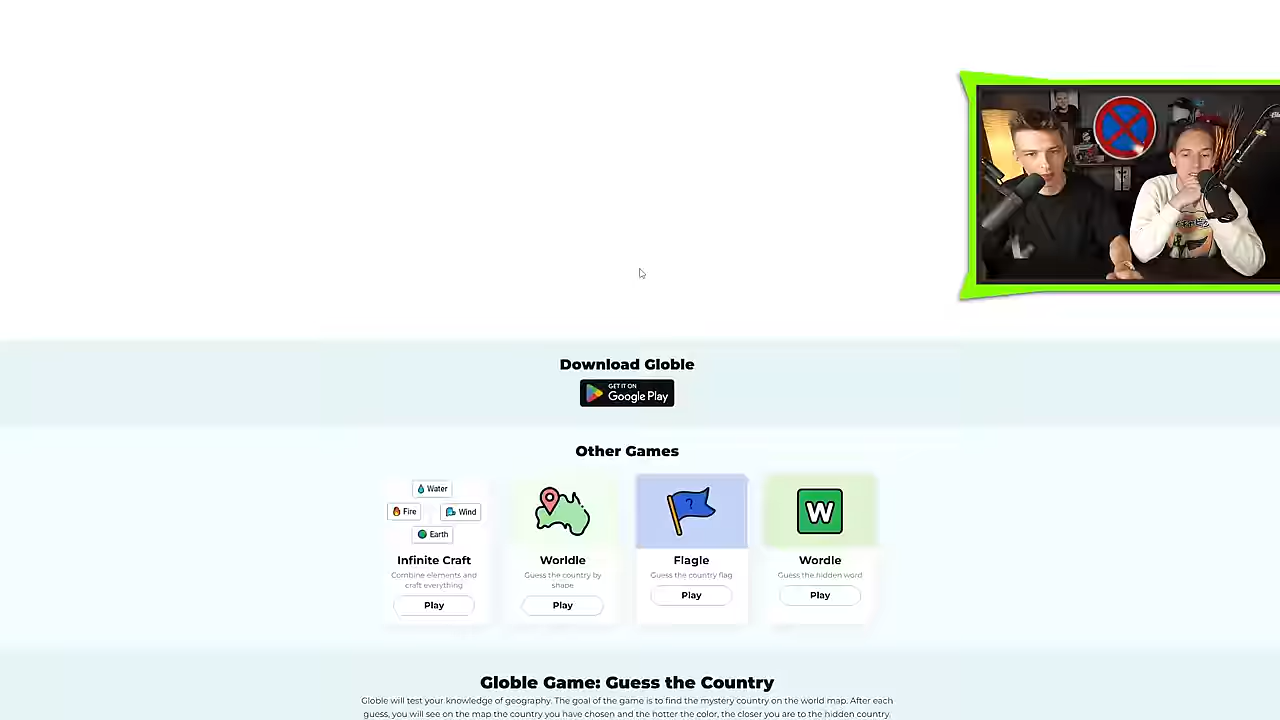 Download Globle
GET IT ON
Google Play
Other Games
Water
Fire
Wind
Earth
Infinite Craft
Combine elements and
craft everything
Play
Worldle
Guess the country by
shape
Play
?
Flagle
Guess the country flag
Play
W
Wordle
Guess the hidden word
Play
Globle Game: Guess the Country
Globle will test your knowledge of geography. The goal of the game is to find the mystery country on the world map. After each
guess, you will see on the map the country you have chosen and the hotter the color, the closer you are to the hidden country.